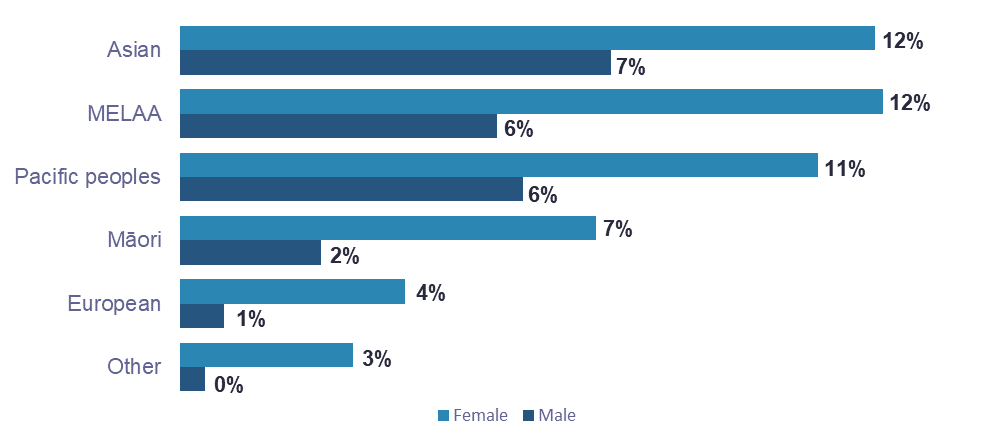 Asian
12%
7%
MELAA
12%
6%
Pacific peoples
11%
6%
Māori
7%
2%
European
4%
1%
Other
3%
0%
Female Male